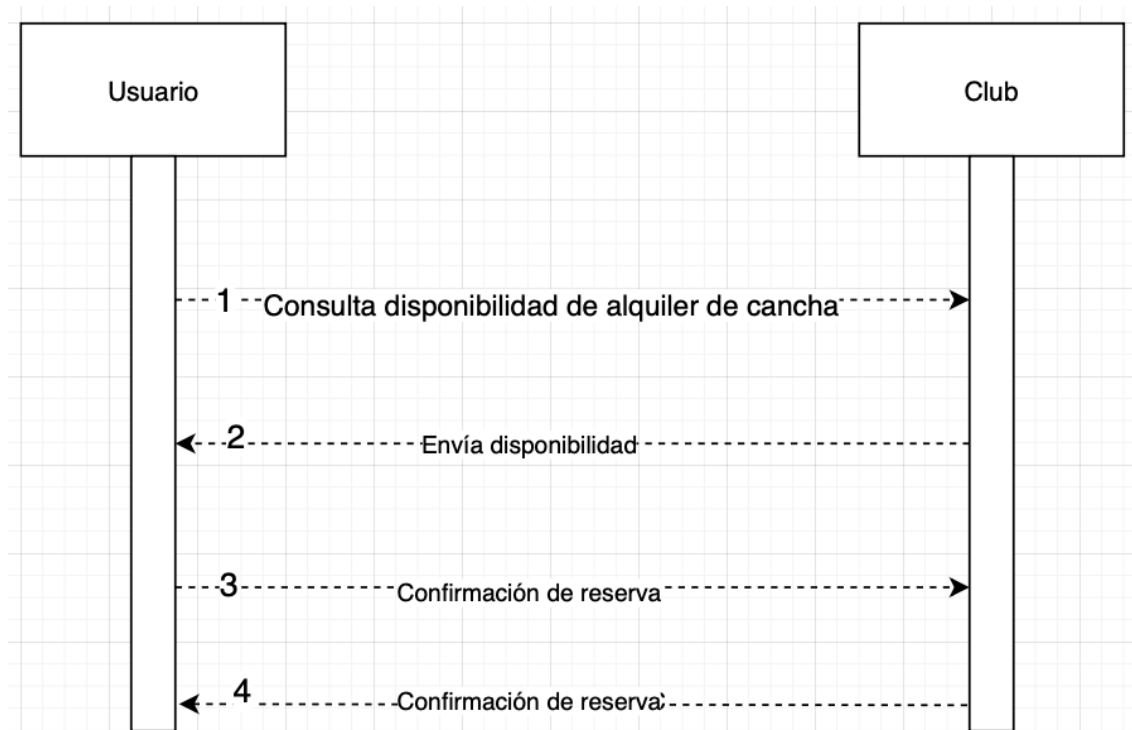 Usuario
Club
1
Consulta disponibilidad de alquiler de cancha
2
Envía disponibilidad
3
Confirmación de reserva
4
Confirmación de reserva